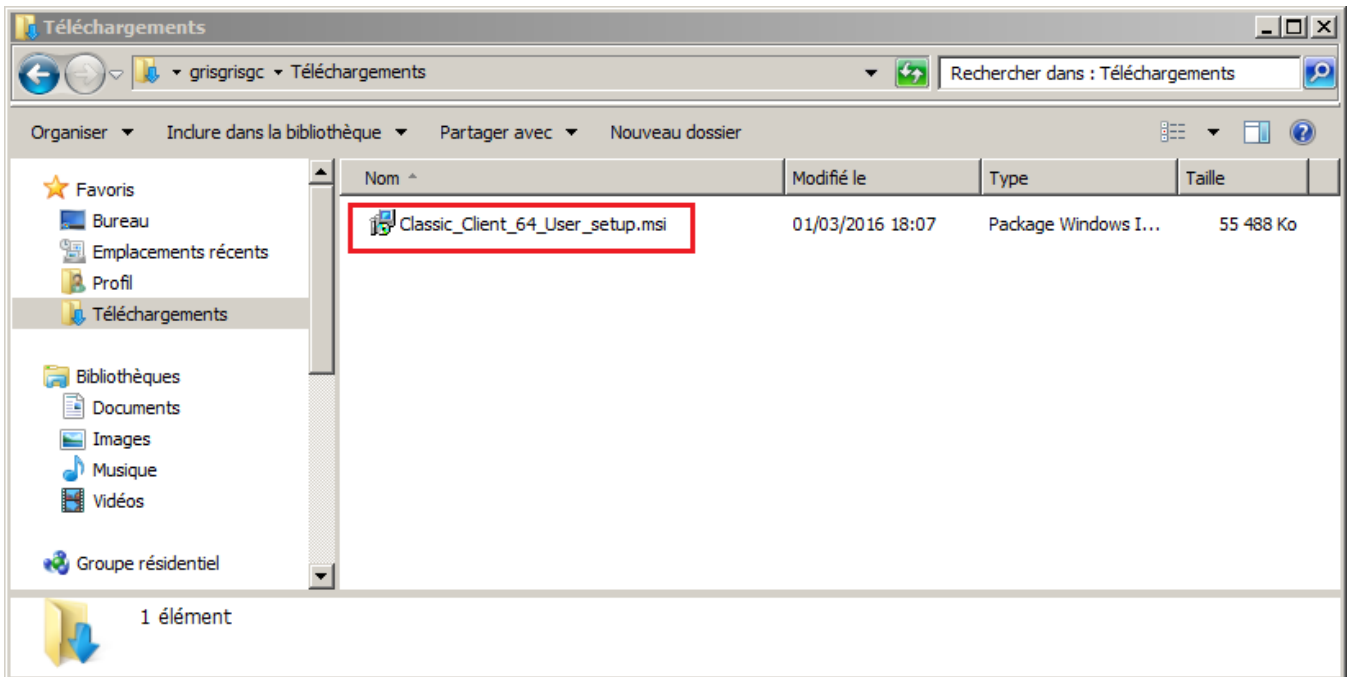 Téléchargements
grisgrisgc Téléchargements
Rechercher dans : Téléchargements
Organiser Inclure dans la bibliothèque Partager avec Nouveau dossier
Favoris
Bureau
Emplacements récents
Profil
Téléchargements
Bibliothèques
Documents
Images
Musique
Vidéos
Groupe résidentiel
Nom Modifié le Type Taille
Classic_Client_64_User_setup.msi 01/03/2016 18:07 Package Windows I... 55 488 Ko
1 élément